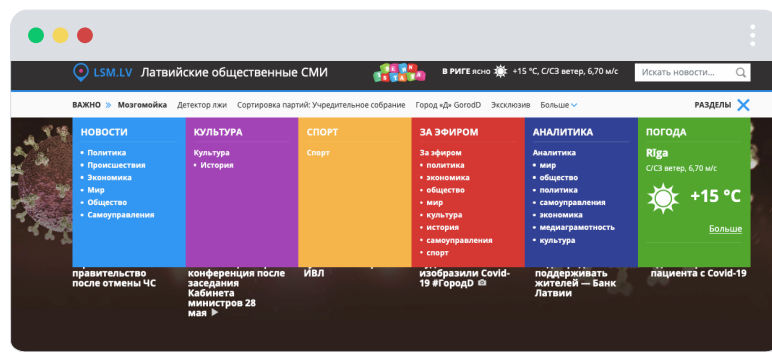 LSM.LV Латвийские общественные СМИ
В РИГЕ ясно +15 °C, С/СЗ ветер, 6,70 м/с
Искать новости...
ВАЖНО » Мозгомойка Детектор лжи Сортировка партий: Учредительное собрание Город «Д» GorodD Эксклюзив Больше
РАЗДЕЛЫ
НОВОСТИ
• Политика
• Происшествия
• Экономика
• Мир
• Общество
• Самоуправления
КУЛЬТУРА
Культура
• История
СПОРТ
Спорт
ЗА ЭФИРОМ
За эфиром
• политика
• экономика
• общество
• мир
• культура
• история
• самоуправления
• спорт
АНАЛИТИКА
Аналитика
• мир
• общество
• политика
• самоуправления
• экономика
• медиаграмотность
• культура
ПОГОДА
Rīga
С/СЗ ветер, 6,70 м/с
+15 °C
Больше
правительство
после отмены ЧС
конференция после
заседания
Кабинета
министров 28
мая
ИВЛ
изобразили Covid-
19 #ГородD
поддерживать
жителей — Банк
Латвии
пациента с Covid-19